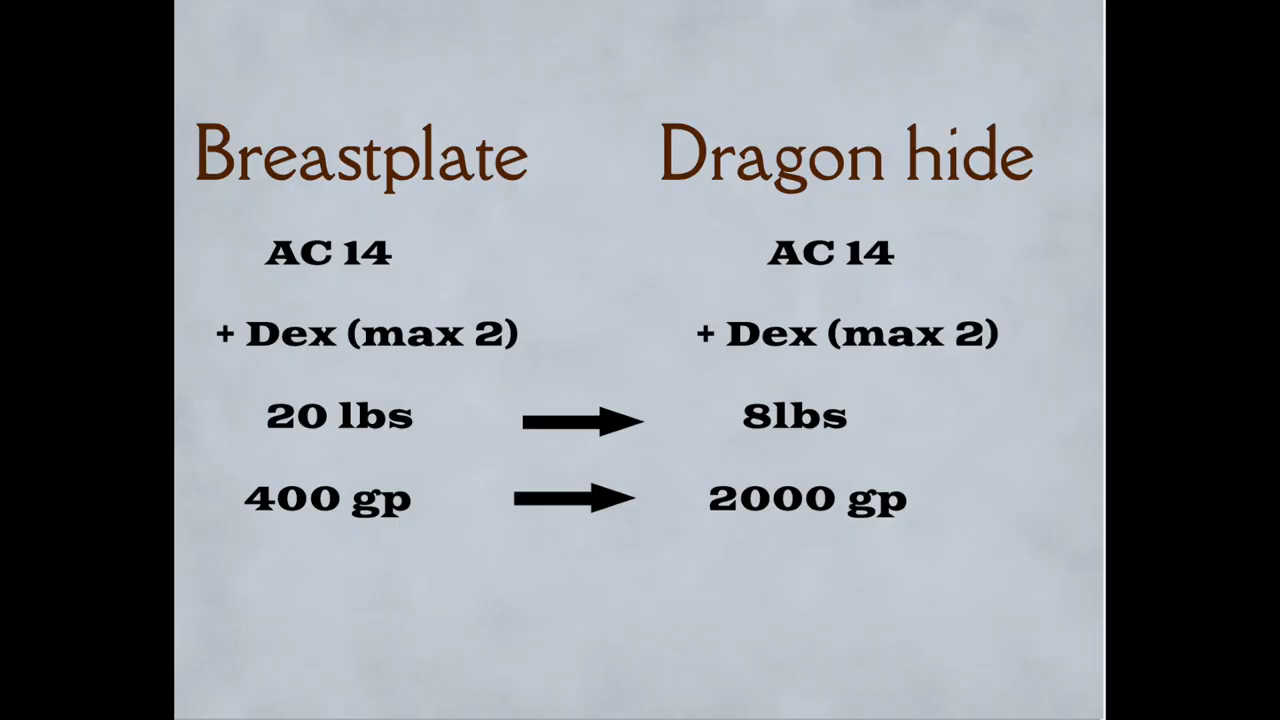 Breastplate Dragon hide
AC 14 AC 14
+ Dex (max 2) + Dex (max 2)
20 lbs 8lbs
400 gp 2000 gp